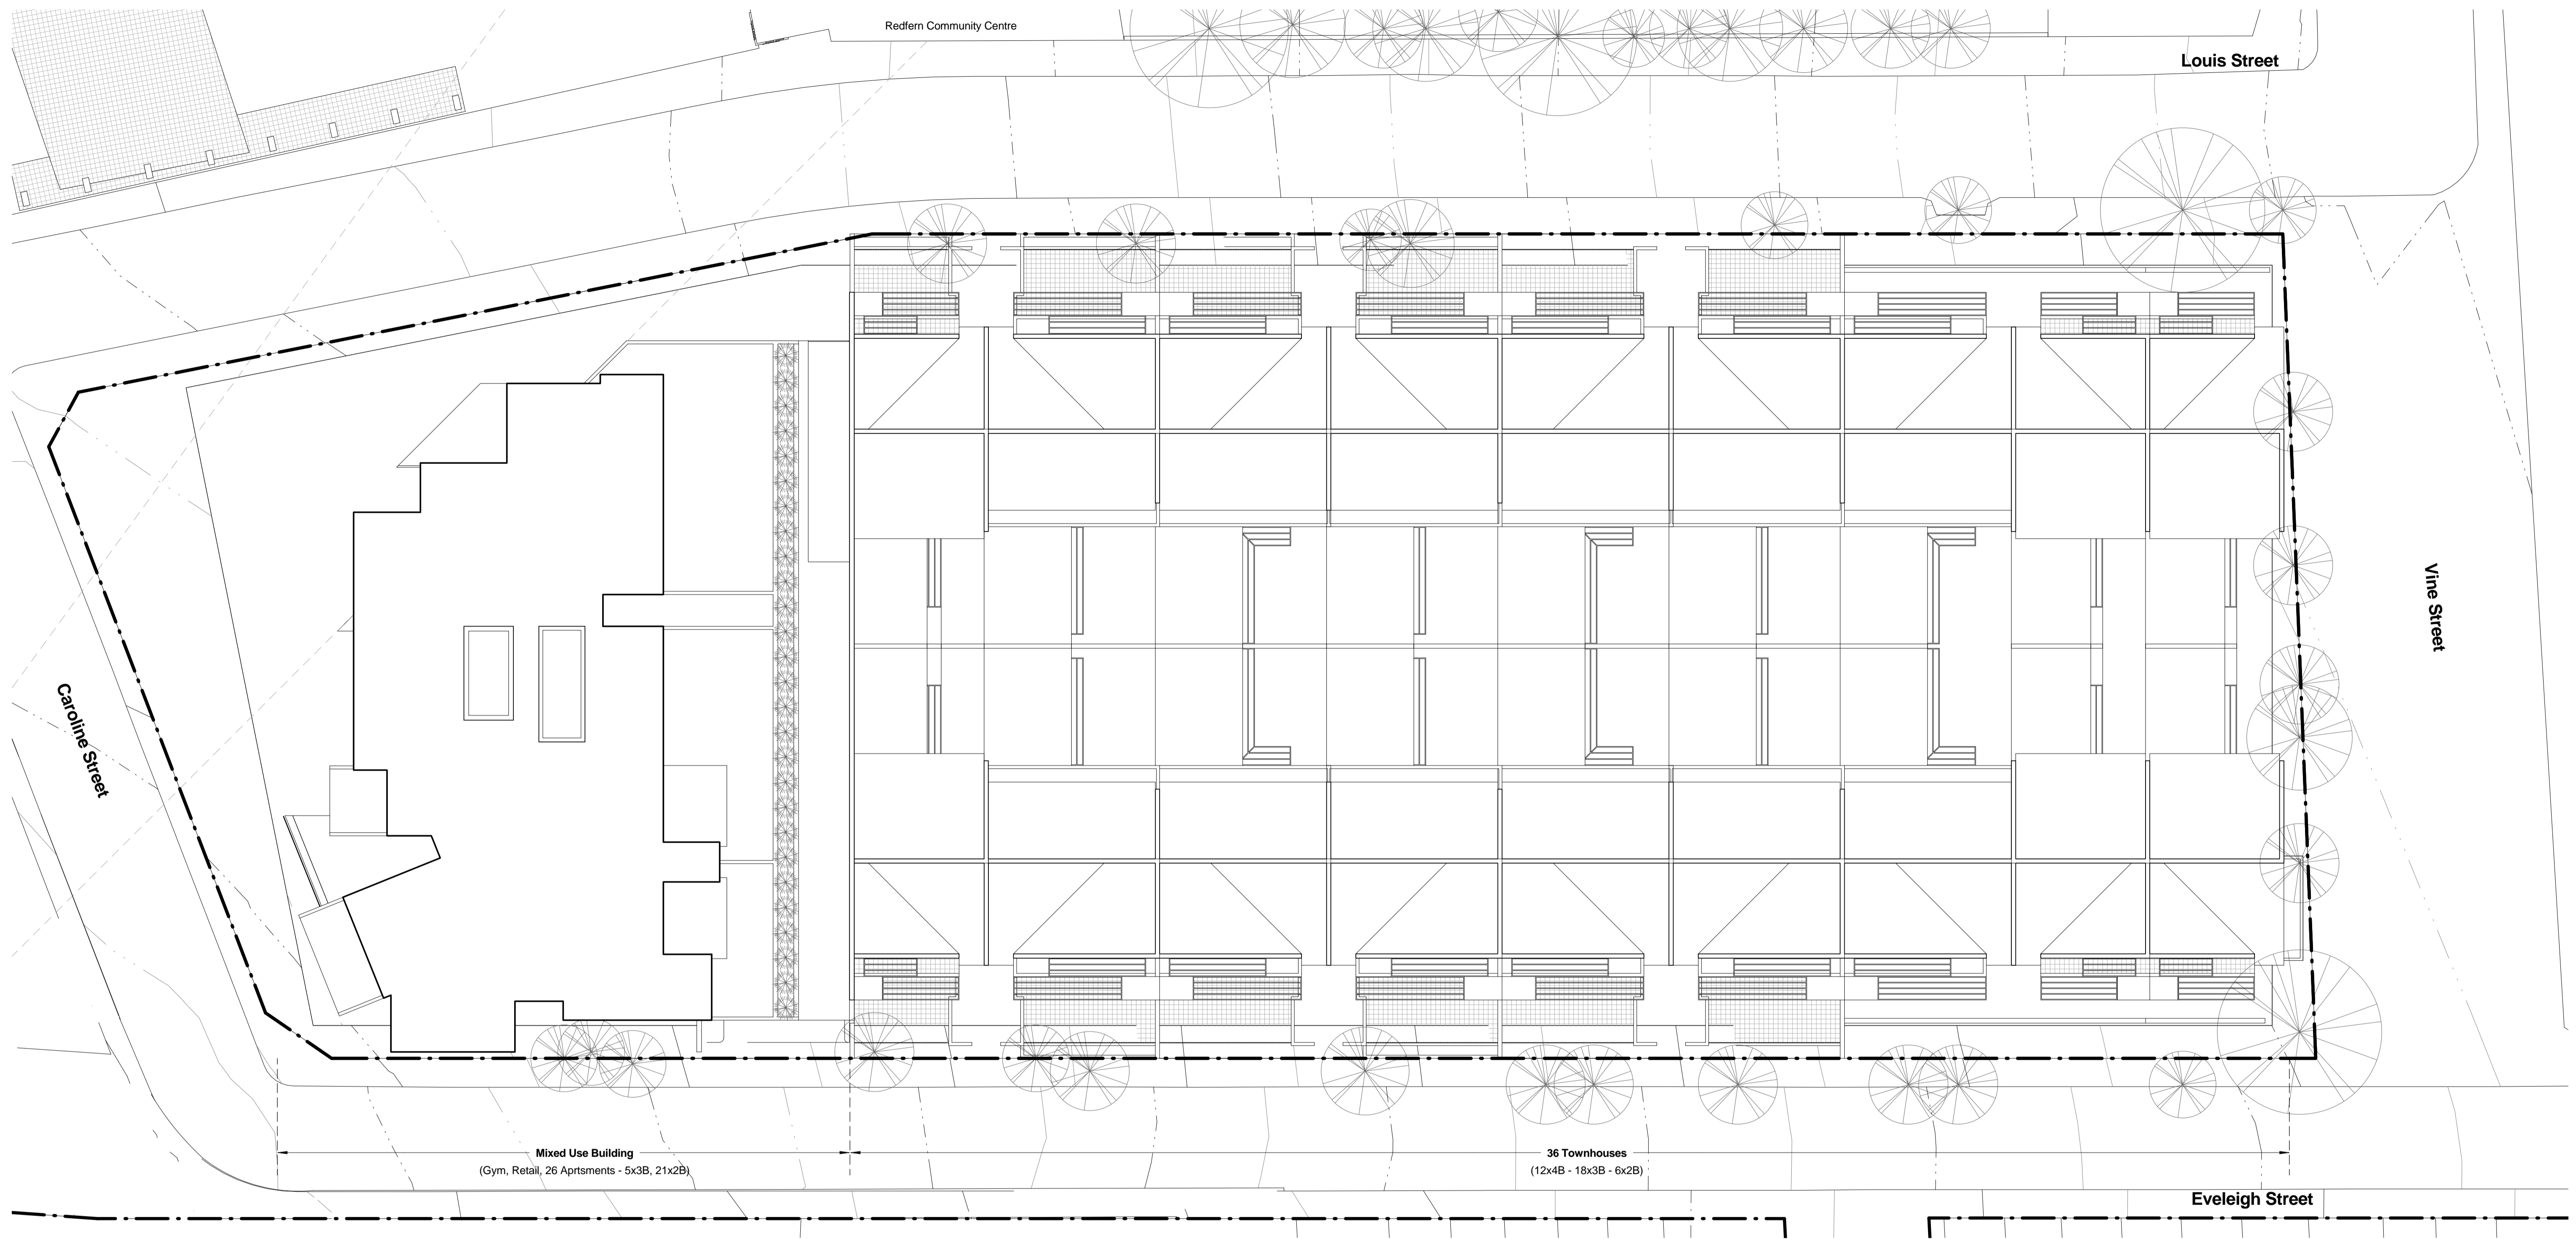 Redfern Community Centre
Louis Street
Vine Street
Caroline Street
Mixed Use Building
(Gym, Retail, 26 Aprtsments - 5x3B, 21x2B)
36 Townhouses
(12x4B - 18x3B - 6x2B)
Eveleigh Street